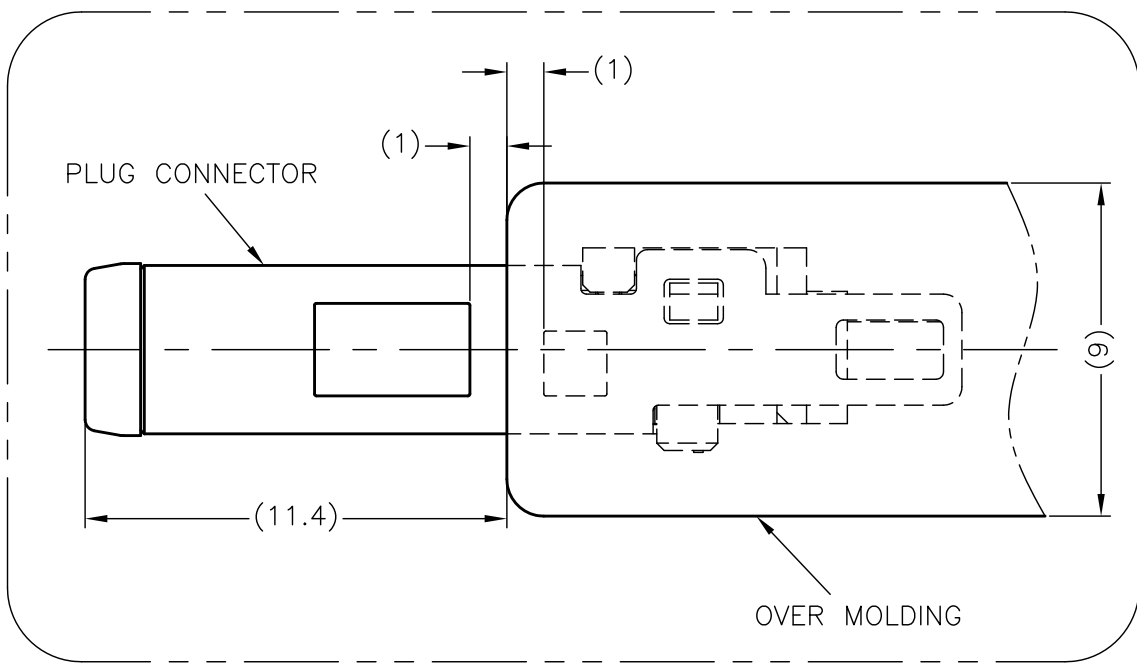 (1)
(1)
PLUG CONNECTOR
(9)
(11.4)
OVER MOLDING